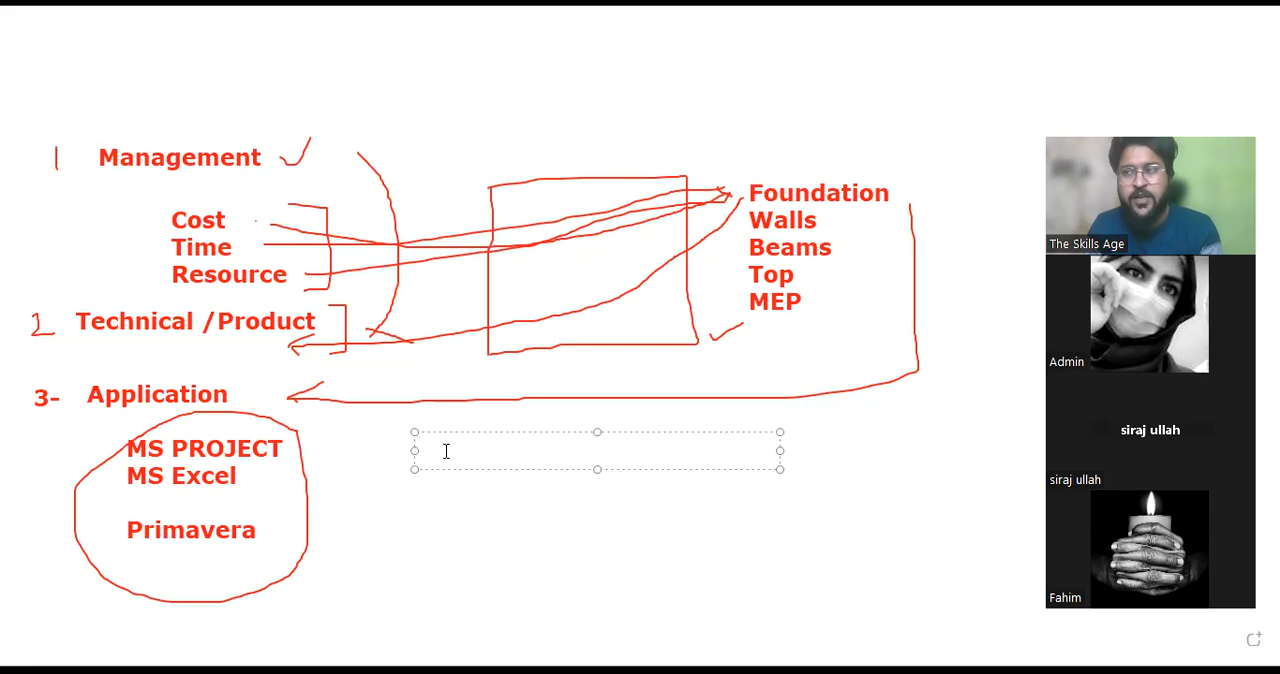 1 Management
Cost
Time
Resource
2 Technical /Product
3- Application
MS PROJECT
MS Excel
Primavera
Foundation
Walls
Beams
Top
MEP
The Skills Age
Admin
siraj ullah
siraj ullah
Fahim